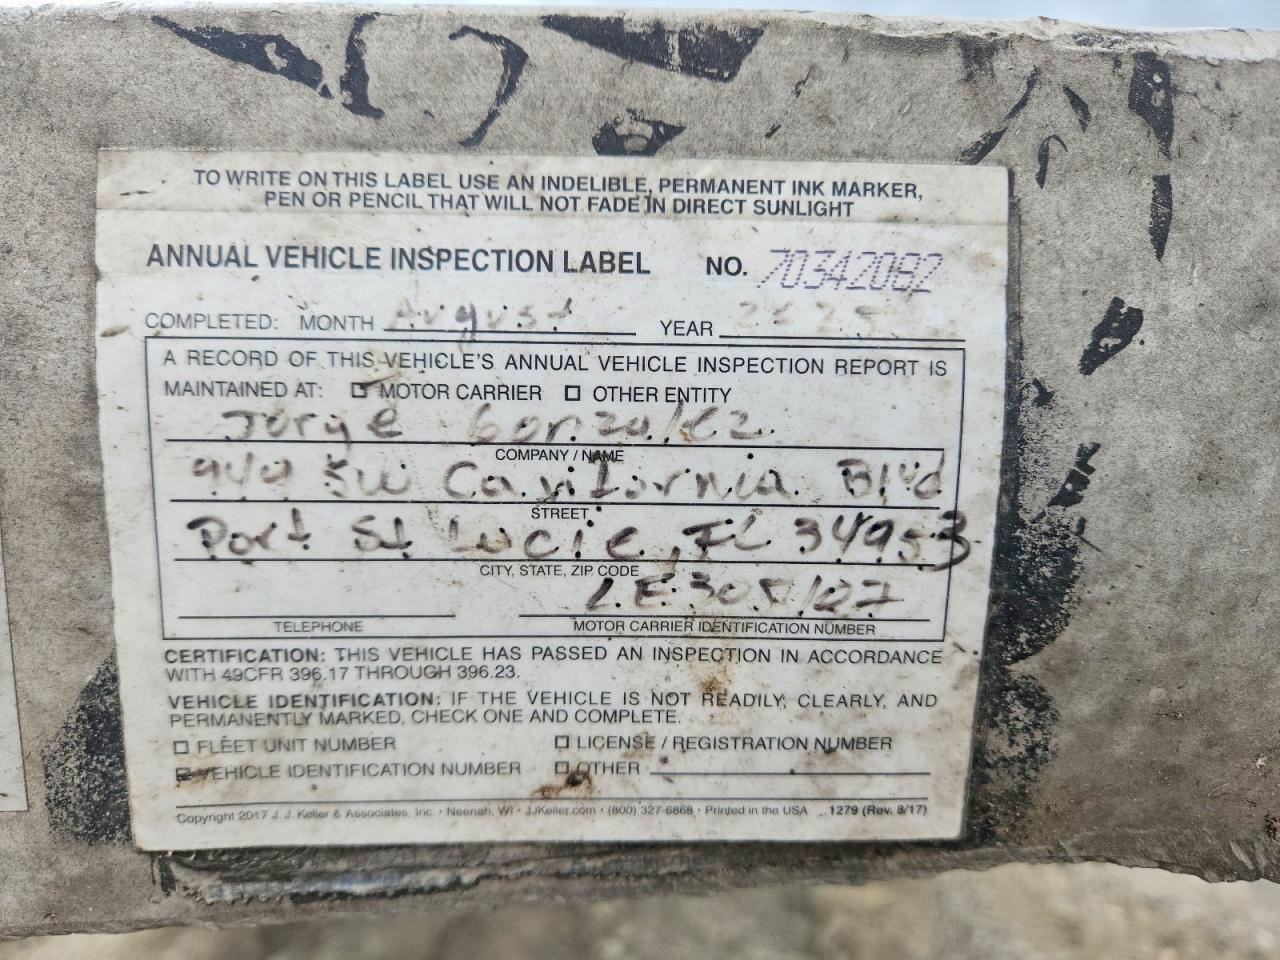 TO WRITE ON THIS LABEL USE AN INDELIBLE, PERMANENT INK MARKER,
PEN OR PENCIL THAT WILL NOT FADE IN DIRECT SUNLIGHT
ANNUAL VEHICLE INSPECTION LABEL NO. 70342082
COMPLETED: MONTH August YEAR 2025
A RECORD OF THIS VEHICLE'S ANNUAL VEHICLE INSPECTION REPORT IS
MAINTAINED AT: MOTOR CARRIER OTHER ENTITY
Jorge Gonzalez
COMPANY / NAME
949 SW California Blvd
STREET
Port St Lucie, FL 34953
CITY, STATE, ZIP CODE
TELEPHONE MOTOR CARRIER IDENTIFICATION NUMBER
CERTIFICATION: THIS VEHICLE HAS PASSED AN INSPECTION IN ACCORDANCE
WITH 49CFR 396.17 THROUGH 396.23.
VEHICLE IDENTIFICATION: IF THE VEHICLE IS NOT READILY, CLEARLY, AND
PERMANENTLY MARKED, CHECK ONE AND COMPLETE.
FLEET UNIT NUMBER LICENSE / REGISTRATION NUMBER
VEHICLE IDENTIFICATION NUMBER OTHER
Copyright 2017 J. J. Keller & Associates, Inc. • Neenah, WI • JJKeller.com • (800) 327-6868 • Printed in the USA 1279 (Rev. 8/17)